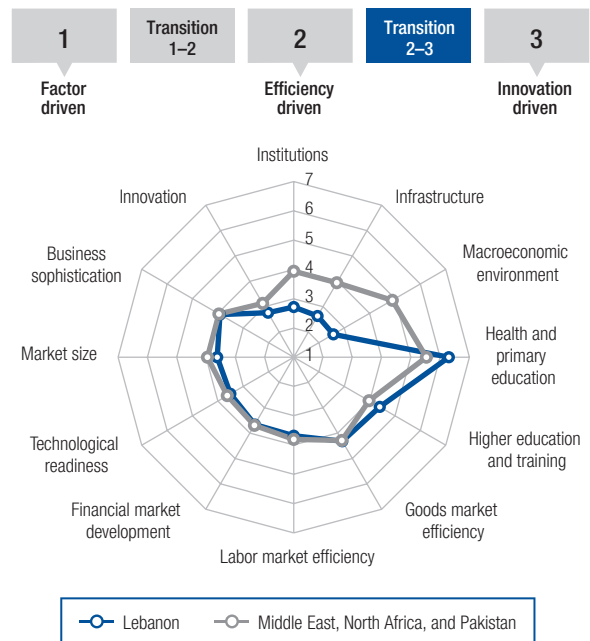 1
Transition
1–2
2
Transition
2–3
3
Factor
driven
Efficiency
driven
Innovation
driven
Institutions
Innovation
Infrastructure
Business
sophistication
Macroeconomic
environment
Market size
Health and
primary
education
Technological
readiness
Higher education
and training
Financial market
development
Goods market
efficiency
Labor market efficiency
7
6
5
4
3
2
1
Lebanon
Middle East, North Africa, and Pakistan